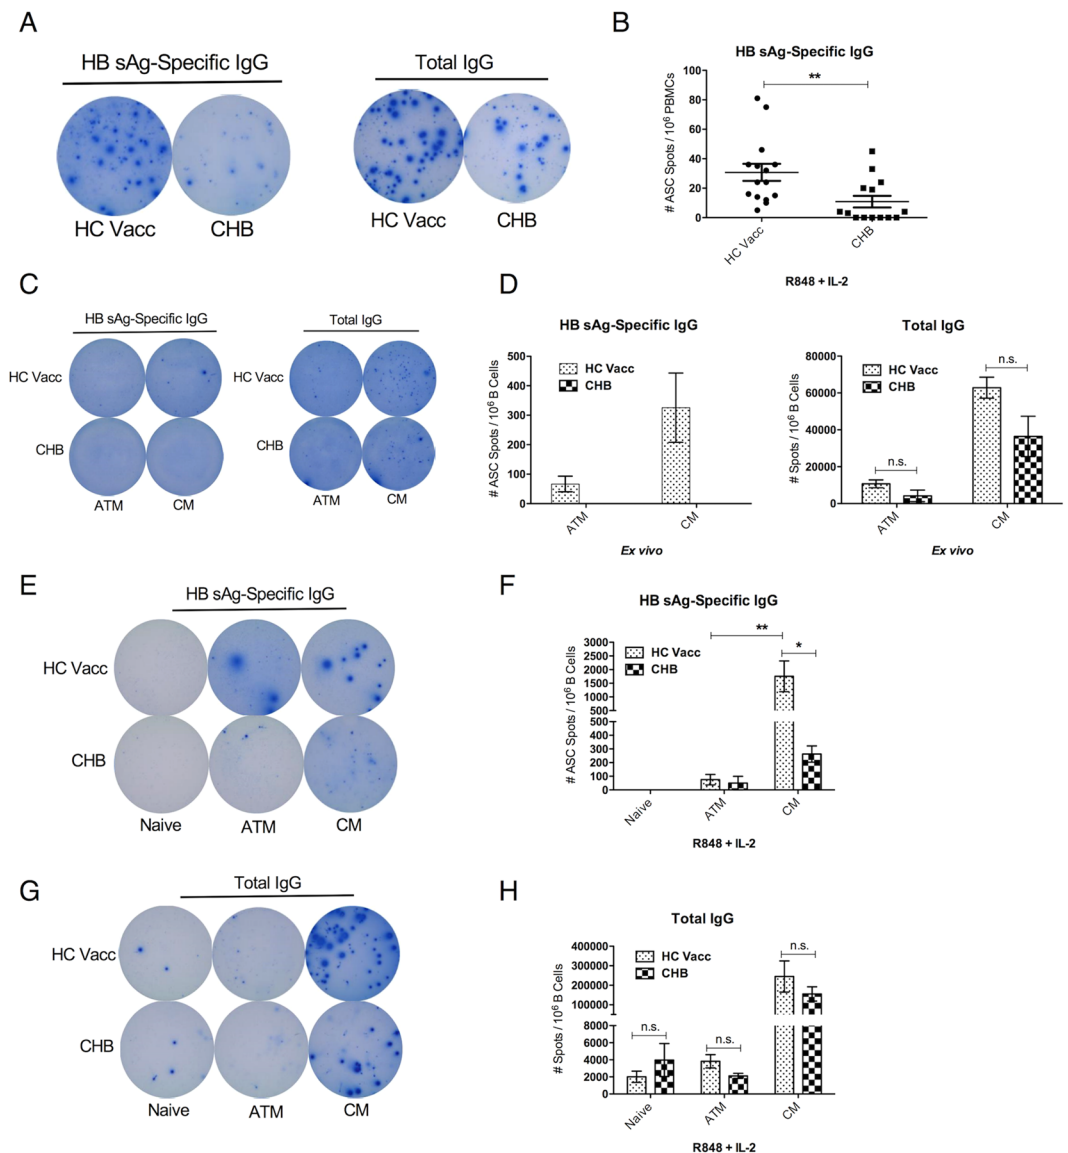 A
HB sAg-Specific IgG
Total IgG
HC Vacc
CHB
HC Vacc
CHB
B
HB sAg-Specific IgG
# ASC Spots / 10⁶ PBMCs
100
80
60
40
20
0
**
HC Vacc
CHB
R848 + IL-2
C
HB sAg-Specific IgG
Total IgG
HC Vacc
HC Vacc
CHB
CHB
ATM
CM
ATM
CM
D
HB sAg-Specific IgG
# ASC Spots / 10⁶ B Cells
500
400
300
200
100
0
HC Vacc
CHB
ATM
CM
Ex vivo
Total IgG
# Spots / 10⁶ B Cells
80000
60000
40000
20000
0
HC Vacc
CHB
n.s.
n.s.
ATM
CM
Ex vivo
E
HB sAg-Specific IgG
HC Vacc
CHB
Naive
ATM
CM
F
HB sAg-Specific IgG
# ASC Spots / 10⁶ B Cells
3000
2500
2000
1500
1000
500
500
400
300
200
100
0
HC Vacc
CHB
**
*
Naive
ATM
CM
R848 + IL-2
G
Total IgG
HC Vacc
CHB
Naive
ATM
CM
H
Total IgG
# Spots / 10⁶ B Cells
400000
300000
200000
100000
8000
6000
4000
2000
0
HC Vacc
CHB
n.s.
n.s.
n.s.
Naive
ATM
CM
R848 + IL-2